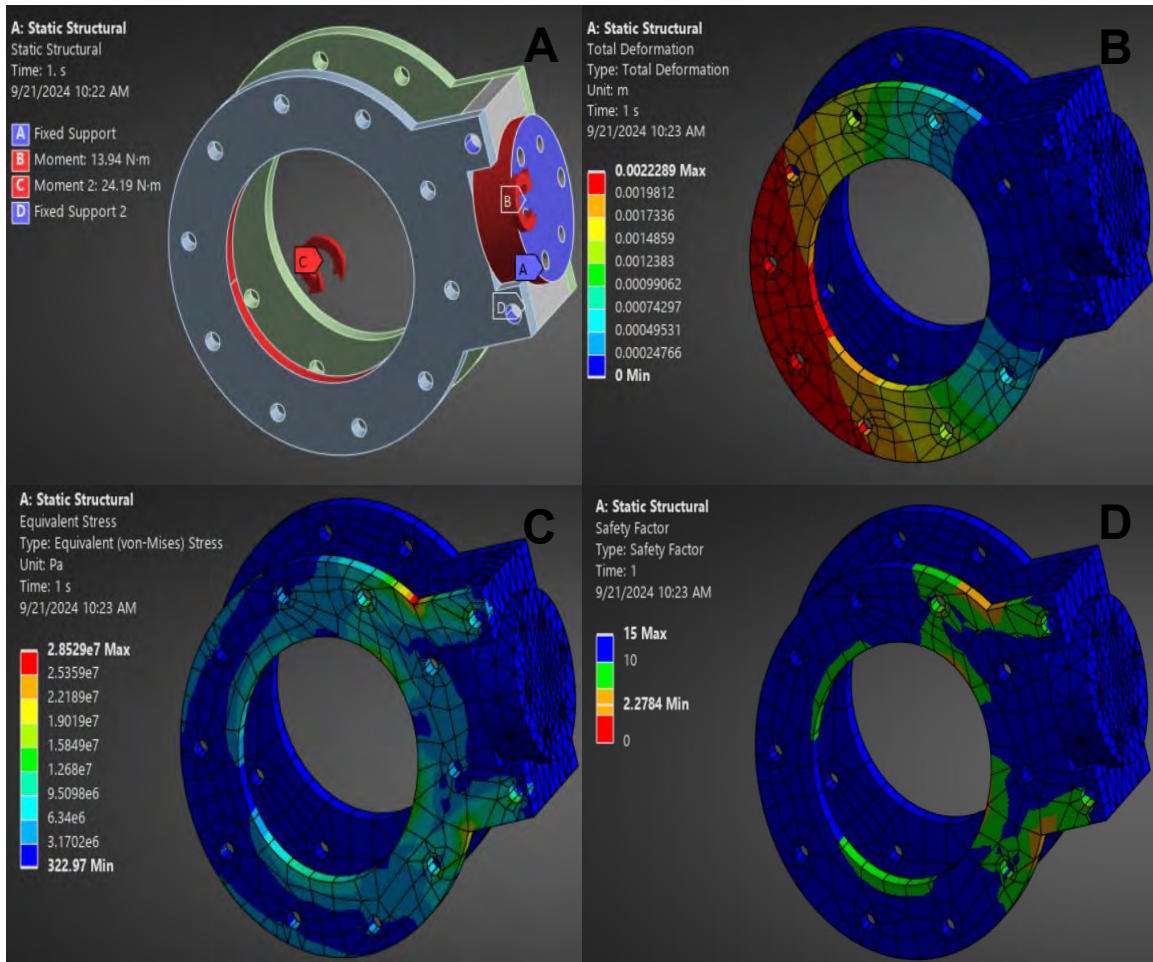 A: Static Structural
Static Structural
Time: 1. s
9/21/2024 10:22 AM
A Fixed Support
B Moment: 13.94 N·m
C Moment 2: 24.19 N·m
D Fixed Support 2
A
B
C
A
D
A: Static Structural
Total Deformation
Type: Total Deformation
Unit: m
Time: 1 s
9/21/2024 10:23 AM
0.0022289 Max
0.0019812
0.0017336
0.0014859
0.0012383
0.00099062
0.00074297
0.00049531
0.00024766
0 Min
B
A: Static Structural
Equivalent Stress
Type: Equivalent (von-Mises) Stress
Unit: Pa
Time: 1 s
9/21/2024 10:23 AM
2.8529e7 Max
2.5359e7
2.2189e7
1.9019e7
1.5849e7
1.268e7
9.5098e6
6.34e6
3.1702e6
322.97 Min
C
A: Static Structural
Safety Factor
Type: Safety Factor
Time: 1
9/21/2024 10:23 AM
15 Max
10
2.2784 Min
0
D